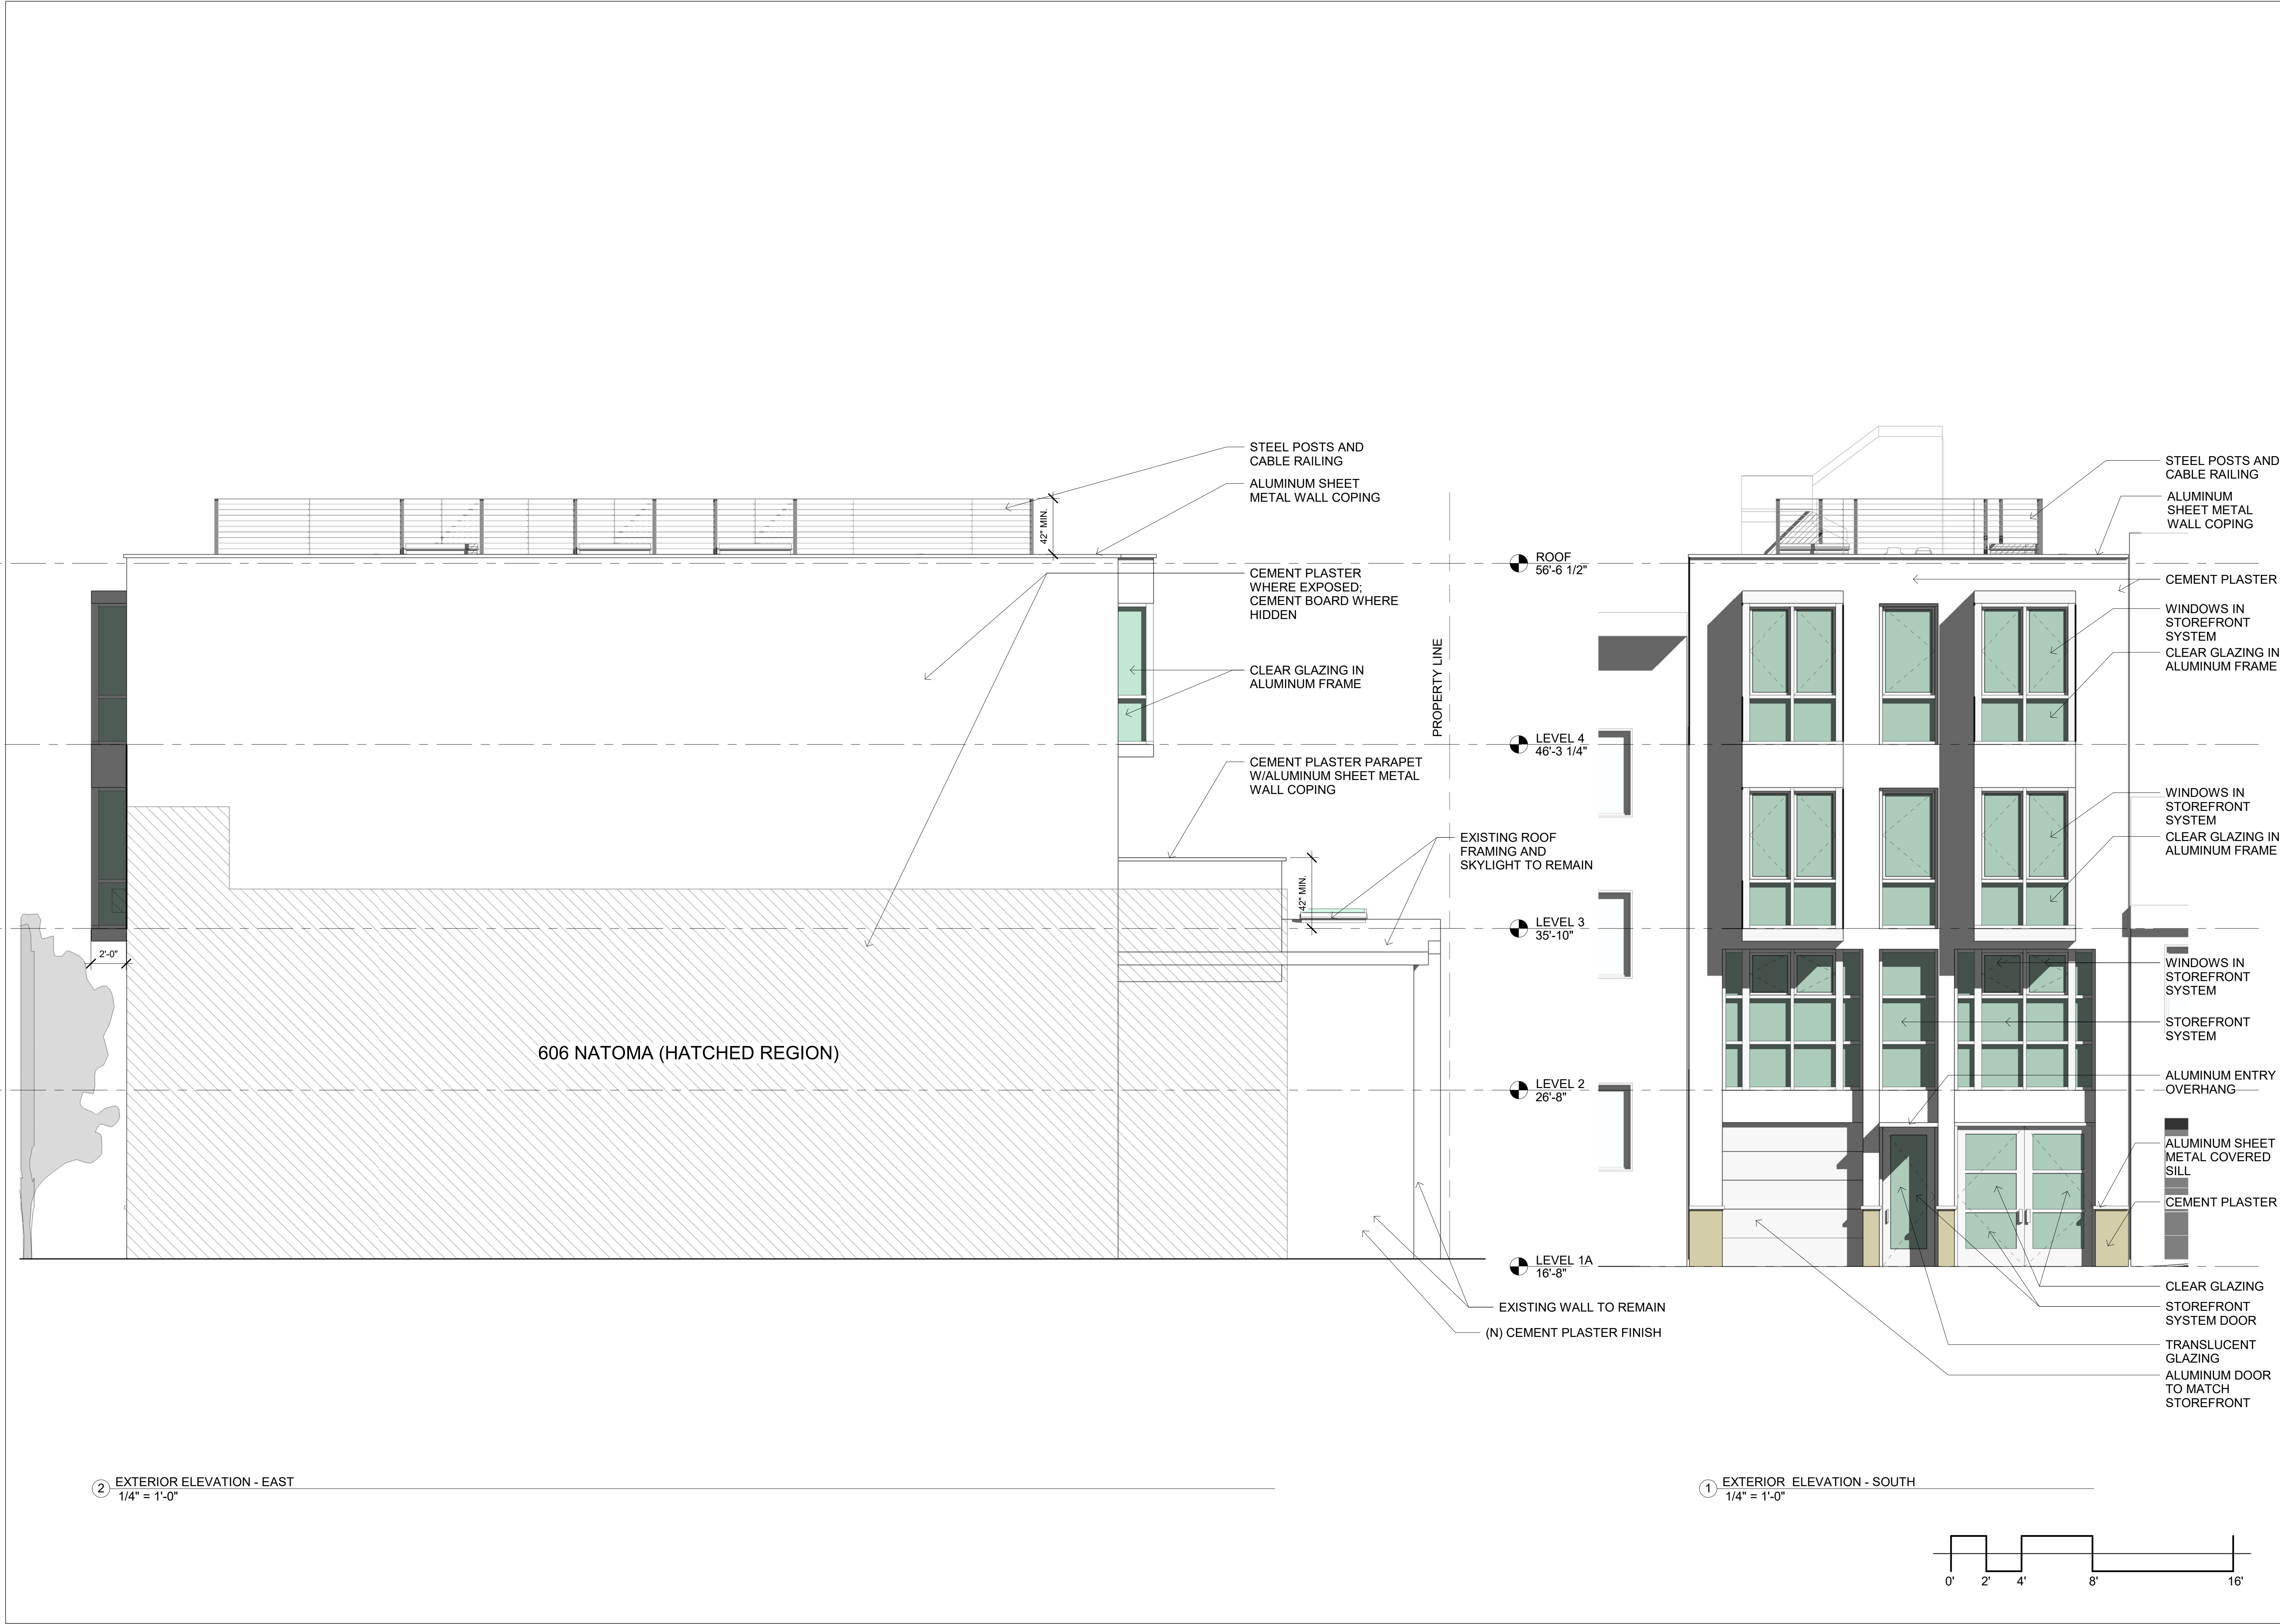 STEEL POSTS AND
CABLE RAILING
ALUMINUM SHEET
METAL WALL COPING
42" MIN.
CEMENT PLASTER
WHERE EXPOSED;
CEMENT BOARD WHERE
HIDDEN
CLEAR GLAZING IN
ALUMINUM FRAME
PROPERTY LINE
CEMENT PLASTER PARAPET
W/ALUMINUM SHEET METAL
WALL COPING
EXISTING ROOF
FRAMING AND
SKYLIGHT TO REMAIN
42" MIN.
2'-0"
606 NATOMA (HATCHED REGION)
EXISTING WALL TO REMAIN
(N) CEMENT PLASTER FINISH
ROOF
56'-6 1/2"
LEVEL 4
46'-3 1/4"
LEVEL 3
35'-10"
LEVEL 2
26'-8"
LEVEL 1A
16'-8"
STEEL POSTS AND
CABLE RAILING
ALUMINUM
SHEET METAL
WALL COPING
CEMENT PLASTER
WINDOWS IN
STOREFRONT
SYSTEM
CLEAR GLAZING IN
ALUMINUM FRAME
WINDOWS IN
STOREFRONT
SYSTEM
CLEAR GLAZING IN
ALUMINUM FRAME
WINDOWS IN
STOREFRONT
SYSTEM
STOREFRONT
SYSTEM
ALUMINUM ENTRY
OVERHANG
ALUMINUM SHEET
METAL COVERED
SILL
CEMENT PLASTER
CLEAR GLAZING
STOREFRONT
SYSTEM DOOR
TRANSLUCENT
GLAZING
ALUMINUM DOOR
TO MATCH
STOREFRONT
2 EXTERIOR ELEVATION - EAST
1/4" = 1'-0"
1 EXTERIOR ELEVATION - SOUTH
1/4" = 1'-0"
0' 2' 4' 8' 16'